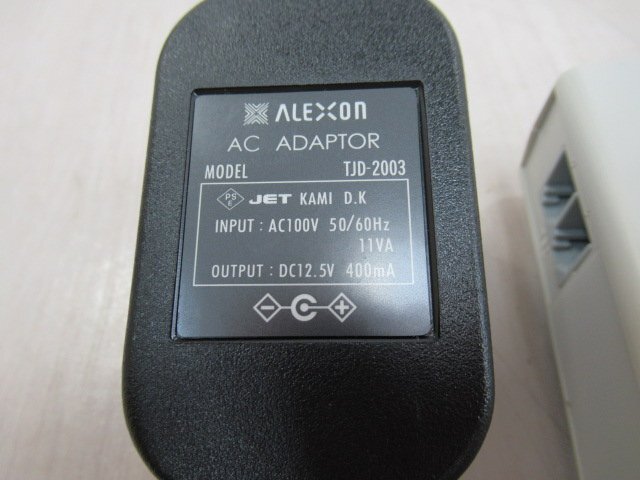 ALEXON
AC ADAPTOR
MODEL TJD-2003
PS E JET KAMI D.K
INPUT : AC100V 50/60Hz
11VA
OUTPUT : DC12.5V 400mA